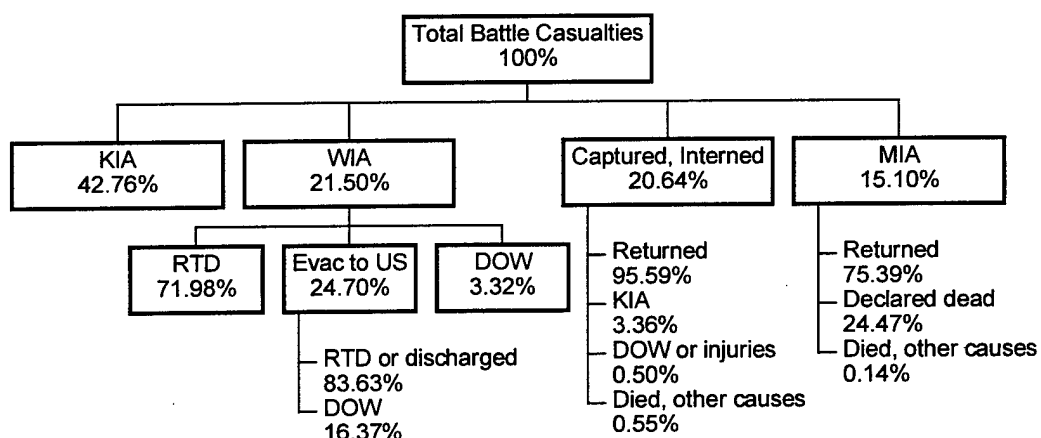 Total Battle Casualties
100%
KIA
42.76%
WIA
21.50%
Captured, Interned
20.64%
MIA
15.10%
RTD
71.98%
Evac to US
24.70%
DOW
3.32%
RTD or discharged
83.63%
DOW
16.37%
Returned
95.59%
KIA
3.36%
DOW or injuries
0.50%
Died, other causes
0.55%
Returned
75.39%
Declared dead
24.47%
Died, other causes
0.14%